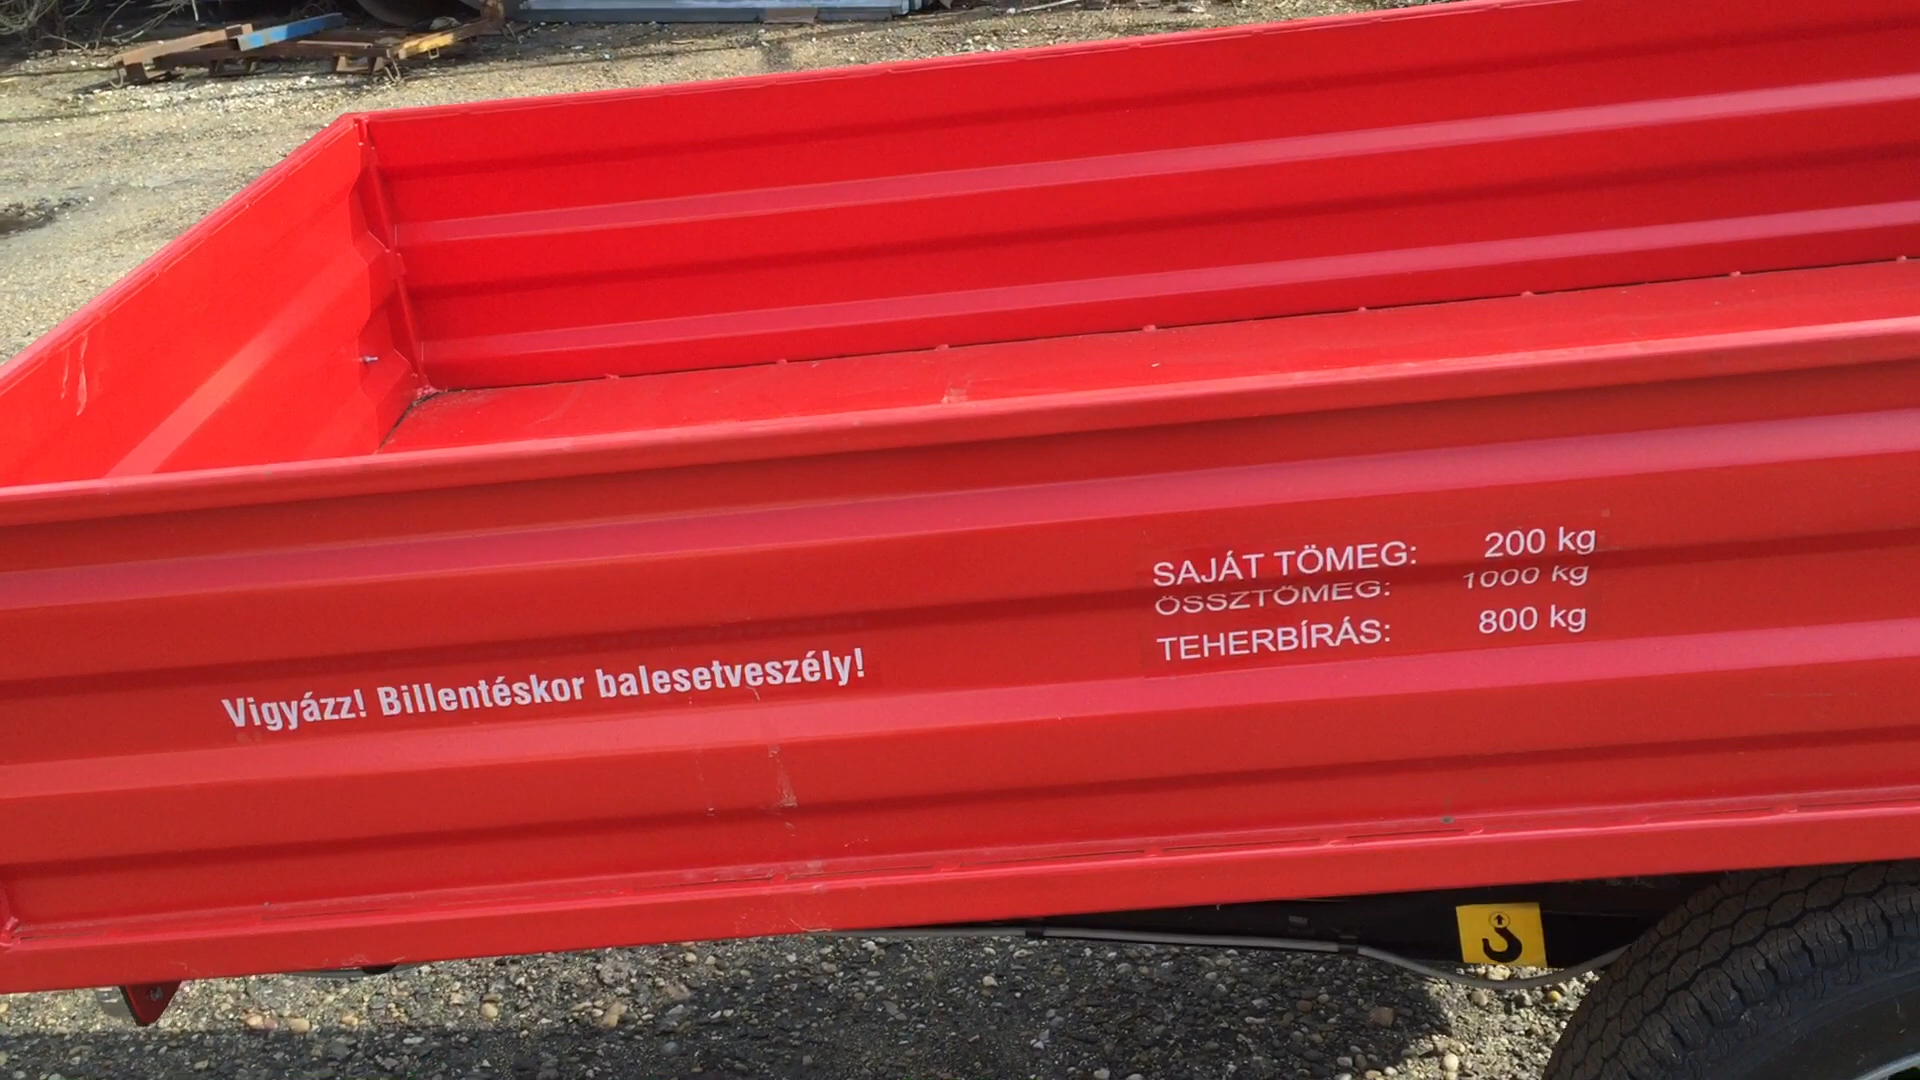 Vigyázz! Billentéskor balesetveszély!
SAJÁT TÖMEG: 200 kg
ÖSSZTÖMEG: 1000 kg
TEHERBÍRÁS: 800 kg